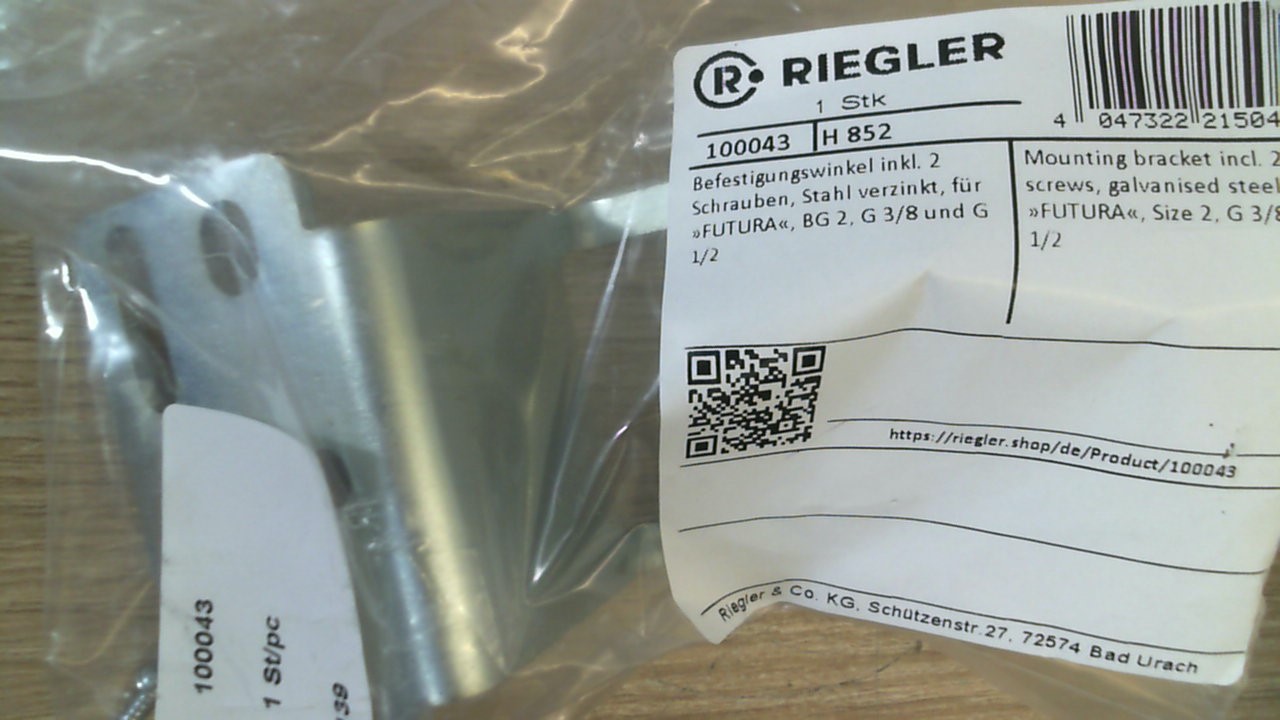 RIEGLER
1 Stk
100043 H 852
4 047322 21504
Befestigungswinkel inkl. 2
Schrauben, Stahl verzinkt, für
»FUTURA«, BG 2, G 3/8 und G
1/2
Mounting bracket incl. 2
screws, galvanised steel
»FUTURA«, Size 2, G 3/8
1/2
https://riegler.shop/de/Product/100043
Riegler & Co. KG, Schützenstr.27, 72574 Bad Urach
100043
1 St/pc